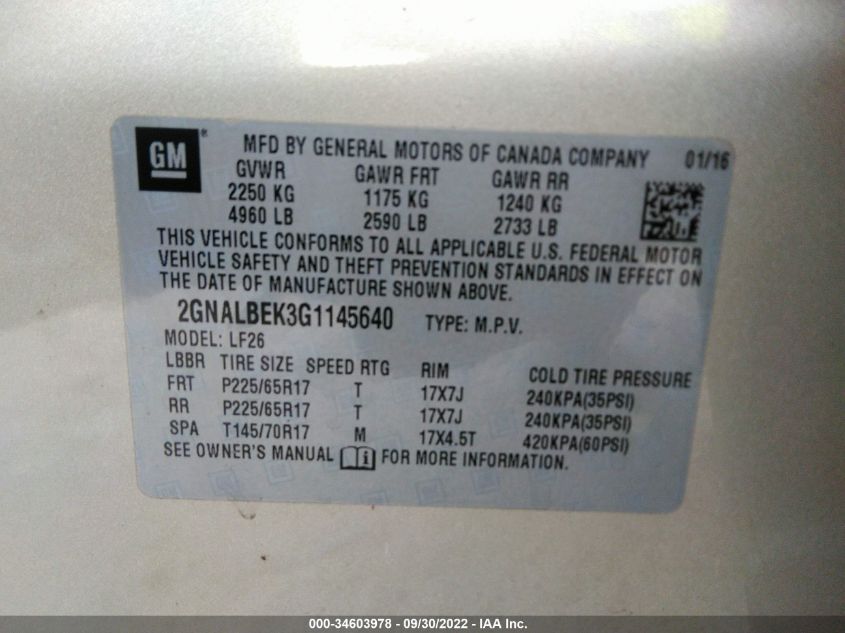 GM ® MFD BY GENERAL MOTORS OF CANADA COMPANY 01/16
GVWR GAWR FRT GAWR RR
2250 KG 1175 KG 1240 KG
4960 LB 2590 LB 2733 LB
THIS VEHICLE CONFORMS TO ALL APPLICABLE U.S. FEDERAL MOTOR
VEHICLE SAFETY AND THEFT PREVENTION STANDARDS IN EFFECT ON
THE DATE OF MANUFACTURE SHOWN ABOVE.
2GNALBEK3G1145640 TYPE: M.P.V.
MODEL: LF26
LBBR TIRE SIZE SPEED RTG RIM COLD TIRE PRESSURE
FRT P225/65R17 T 17X7J 240KPA(35PSI)
RR P225/65R17 T 17X7J 240KPA(35PSI)
SPA T145/70R17 M 17X4.5T 420KPA(60PSI)
SEE OWNER'S MANUAL i FOR MORE INFORMATION.
000-34603978 - 09/30/2022 - IAA Inc.